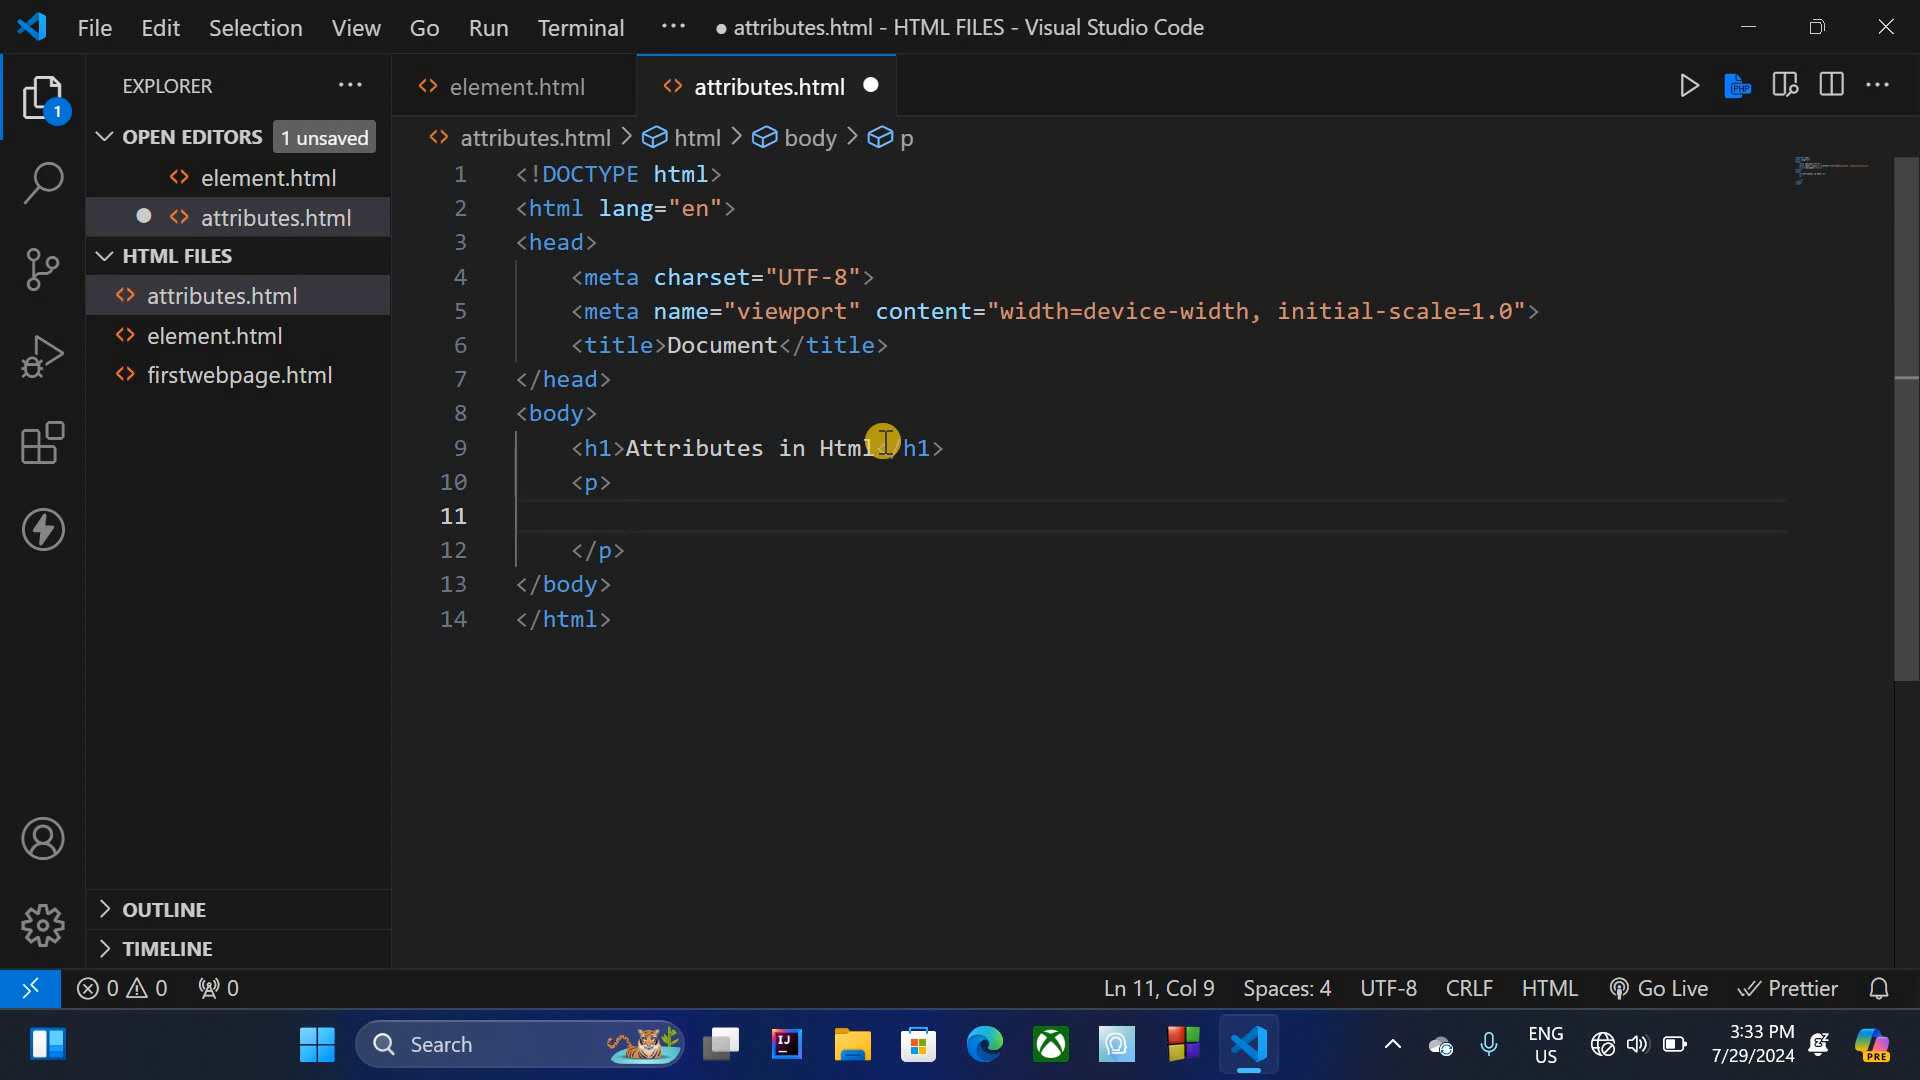 File Edit Selection View Go Run Terminal ··· ● attributes.html - HTML FILES - Visual Studio Code
EXPLORER ···
element.html
attributes.html
1
OPEN EDITORS 1 unsaved
element.html
attributes.html
HTML FILES
attributes.html
element.html
firstwebpage.html
OUTLINE
TIMELINE
PHP
attributes.html > html > body > p
1 <!DOCTYPE html>
2 <html lang="en">
3 <head>
4 <meta charset="UTF-8">
5 <meta name="viewport" content="width=device-width, initial-scale=1.0">
6 <title>Document</title>
7 </head>
8 <body>
9 <h1>Attributes in Html</h1>
10 <p>
11
12 </p>
13 </body>
14 </html>
0 0 0 Ln 11, Col 9 Spaces: 4 UTF-8 CRLF HTML Go Live Prettier
Search
IJ
ENG
US
3:33 PM
7/29/2024
PRE